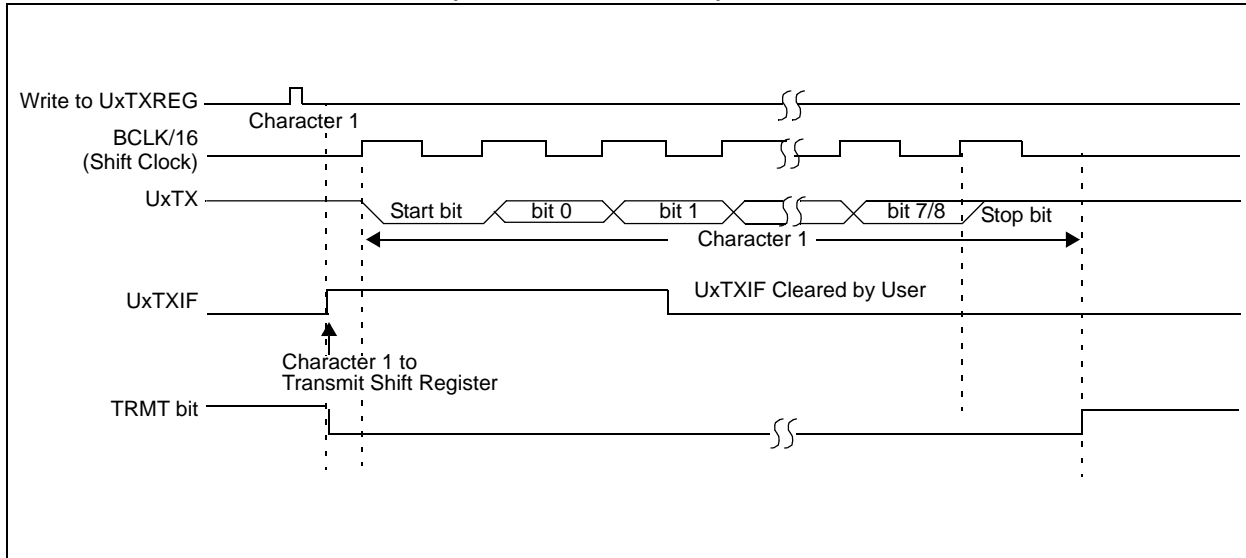 Write to UxTXREG
Character 1
BCLK/16
(Shift Clock)
UxTX
Start bit
bit 0
bit 1
bit 7/8
Stop bit
Character 1
UxTXIF
UxTXIF Cleared by User
Character 1 to
Transmit Shift Register
TRMT bit